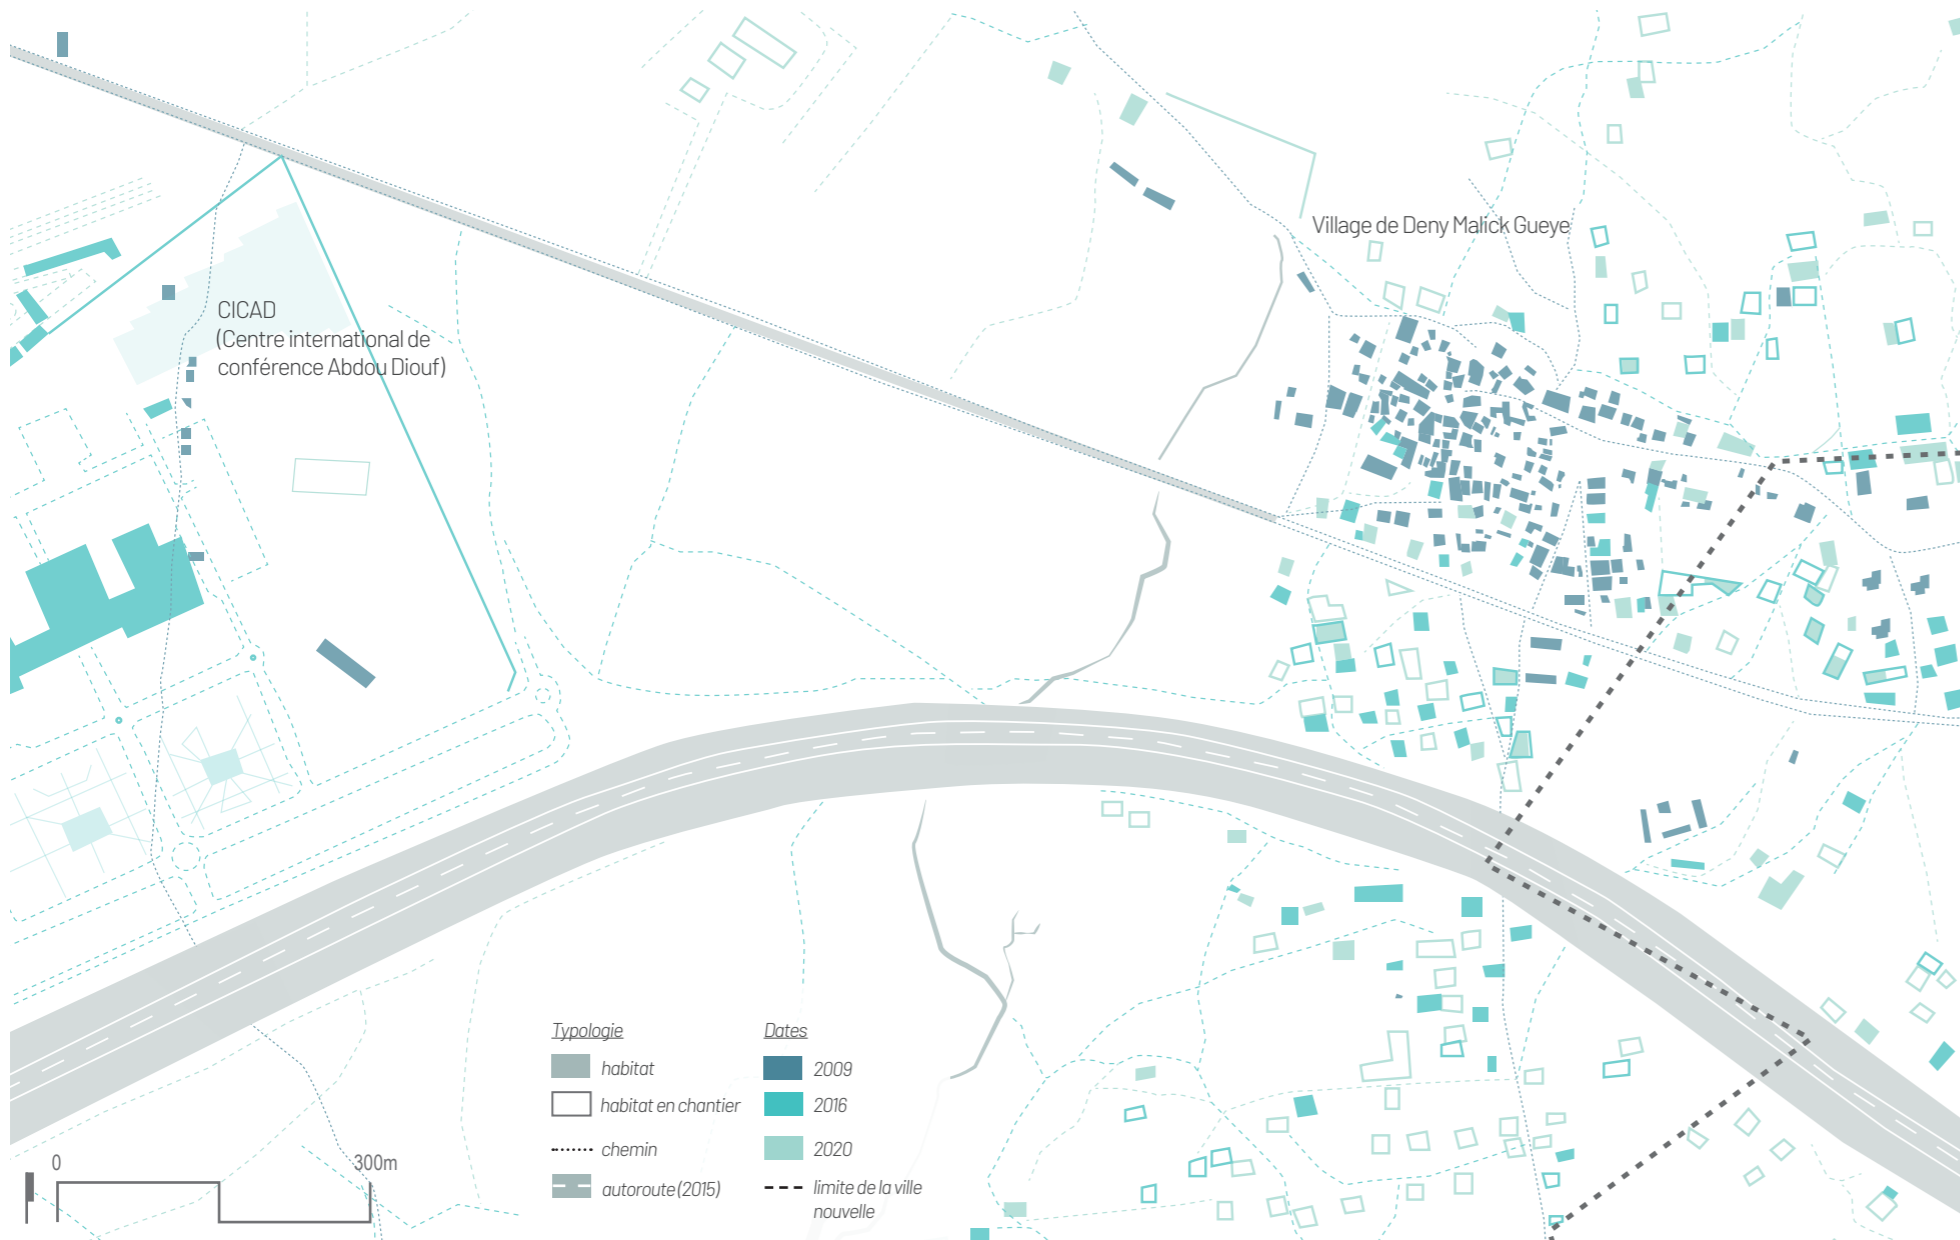 Village de Deny Malick Gueye
CICAD
(Centre international de
conférence Abdou Diouf)
Typologie
habitat
habitat en chantier
chemin
autoroute (2015)
Dates
2009
2016
2020
limite de la ville
nouvelle
0
300m